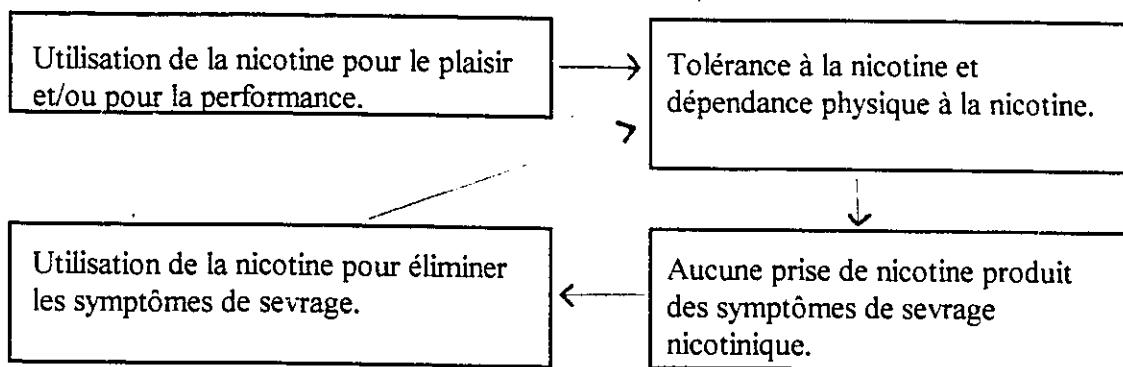 Utilisation de la nicotine pour le plaisir
et/ou pour la performance.
Tolérance à la nicotine et
dépendance physique à la nicotine.
Aucune prise de nicotine produit
des symptômes de sevrage
nicotinique.
Utilisation de la nicotine pour éliminer
les symptômes de sevrage.